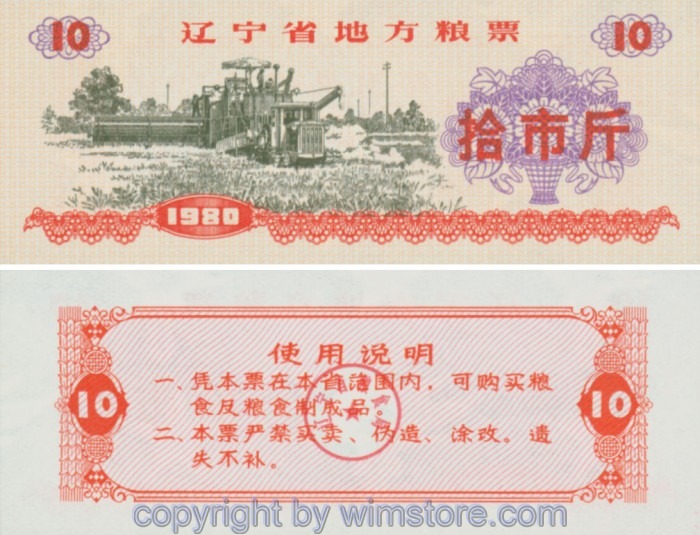 10 辽宁省地方粮票 10
拾市斤
1980
使用说明
一、凭本票在本省范围内，可购买粮
食及粮食制成品。
10 10
二、本票严禁买卖、伪造、涂改。遗
失不补。
copyright by wimstore.com